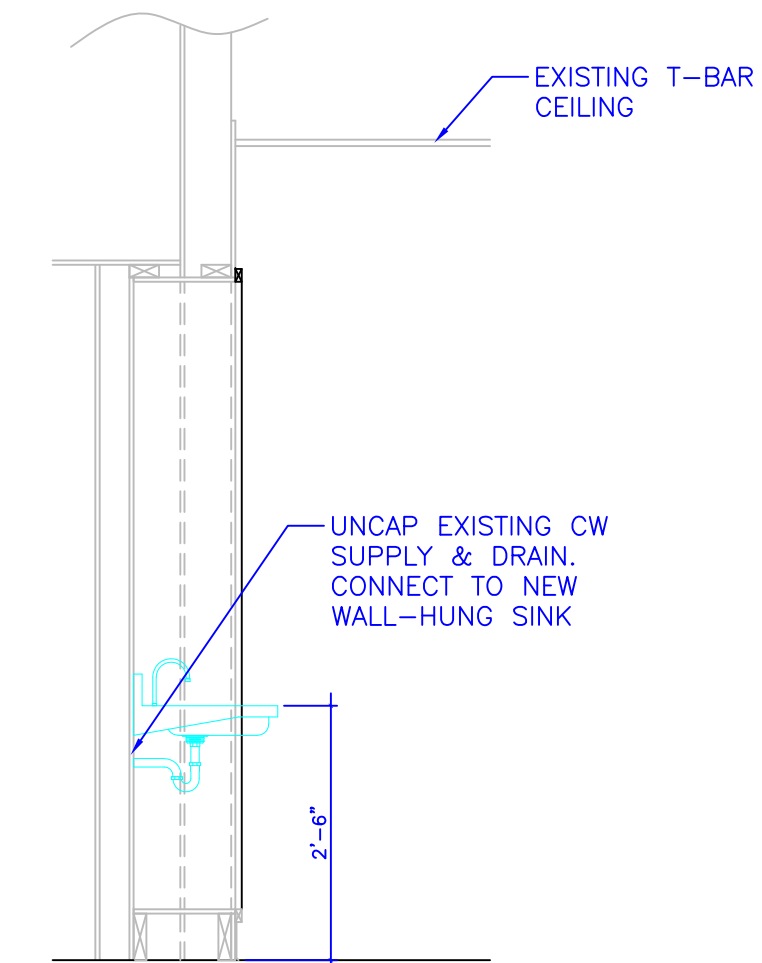 EXISTING T-BAR
CEILING
UNCAP EXISTING CW
SUPPLY & DRAIN.
CONNECT TO NEW
WALL-HUNG SINK
2'-6"